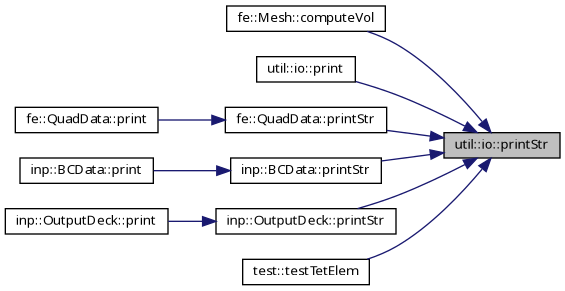 fe::Mesh::computeVol
util::io::print
fe::QuadData::print
fe::QuadData::printStr
util::io::printStr
inp::BCData::print
inp::BCData::printStr
inp::OutputDeck::print
inp::OutputDeck::printStr
test::testTetElem